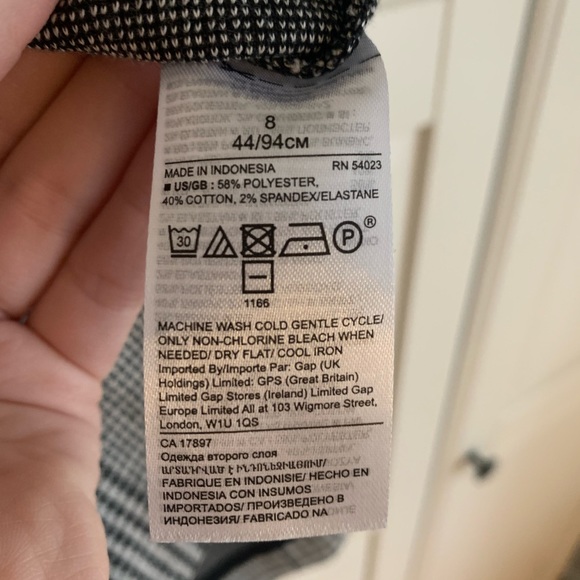 8
44/94CM
MADE IN INDONESIA RN 54023
■ US/GB : 58% POLYESTER,
40% COTTON, 2% SPANDEX/ELASTANE
30 P ®
1166
MACHINE WASH COLD GENTLE CYCLE/
ONLY NON-CHLORINE BLEACH WHEN
NEEDED/ DRY FLAT/ COOL IRON
Imported By/Importe Par: Gap (UK
Holdings) Limited: GPS (Great Britain)
Limited Gap Stores (Ireland) Limited Gap
Europe Limited All at 103 Wigmore Street,
London, W1U 1QS
CA 17897
Одежда второго слоя
ԱՐՏԱԴՐՎԱԾ Է ԻՆԴՈՆԵԶԻԱՅՈՒՄ/
FABRIQUE EN INDONISIE/ HECHO EN
INDONESIA CON INSUMOS
IMPORTADOS/ ПРОИЗВЕДЕНО В
ИНДОНЕЗИЯ/ FABRICADO NA